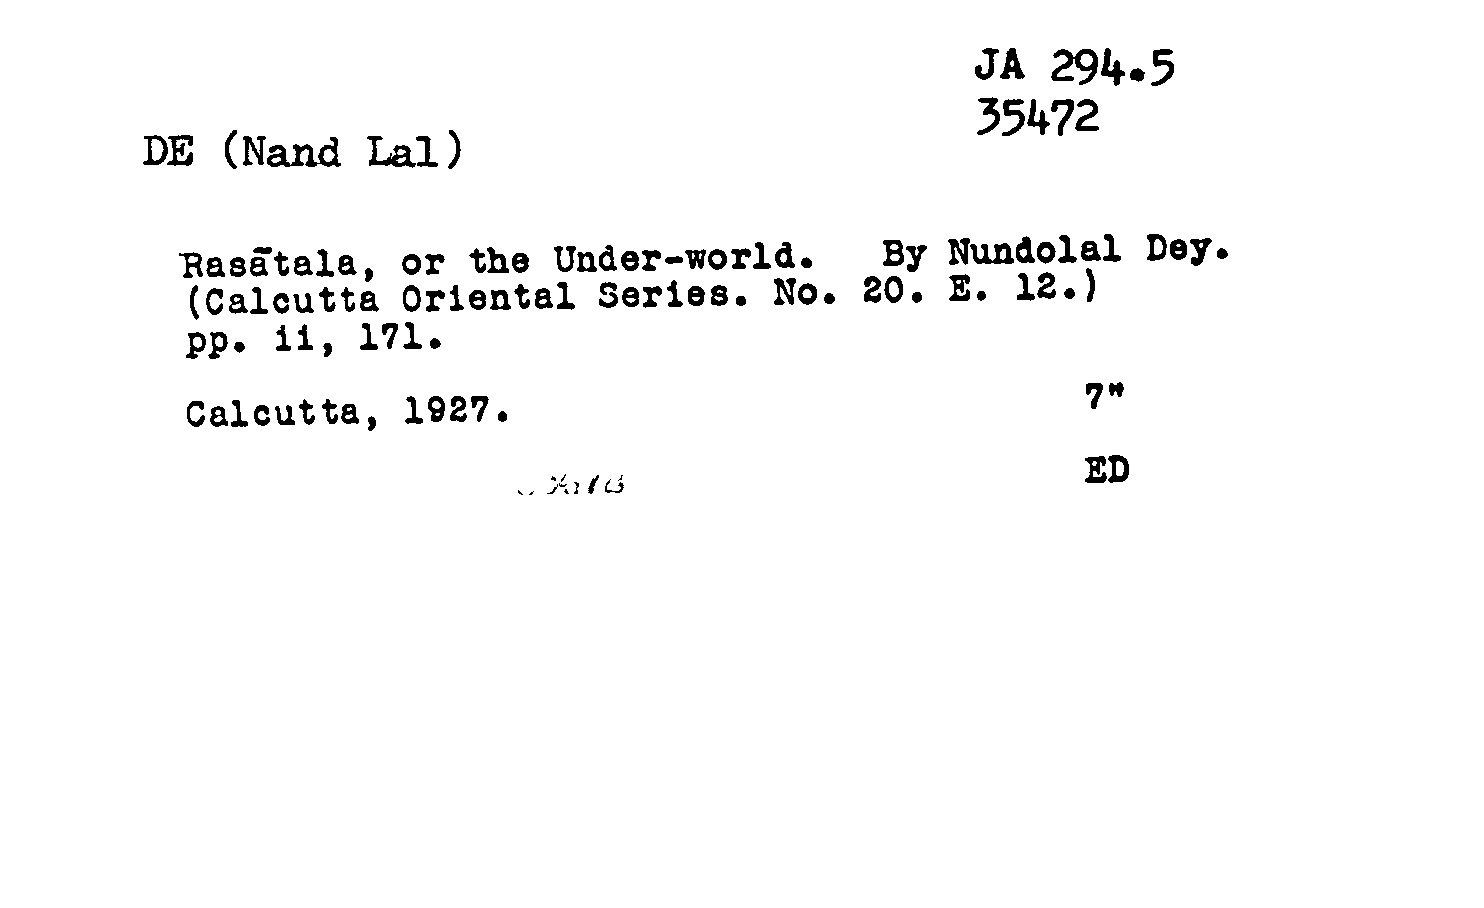 JA 294.5
35472
DE (Nand Lal)
Rasātala, or the Under-world. By Nundolal Dey.
(Calcutta Oriental Series. No. 20. E. 12.)
pp. ii, 171.
Calcutta, 1927.
7"
ED